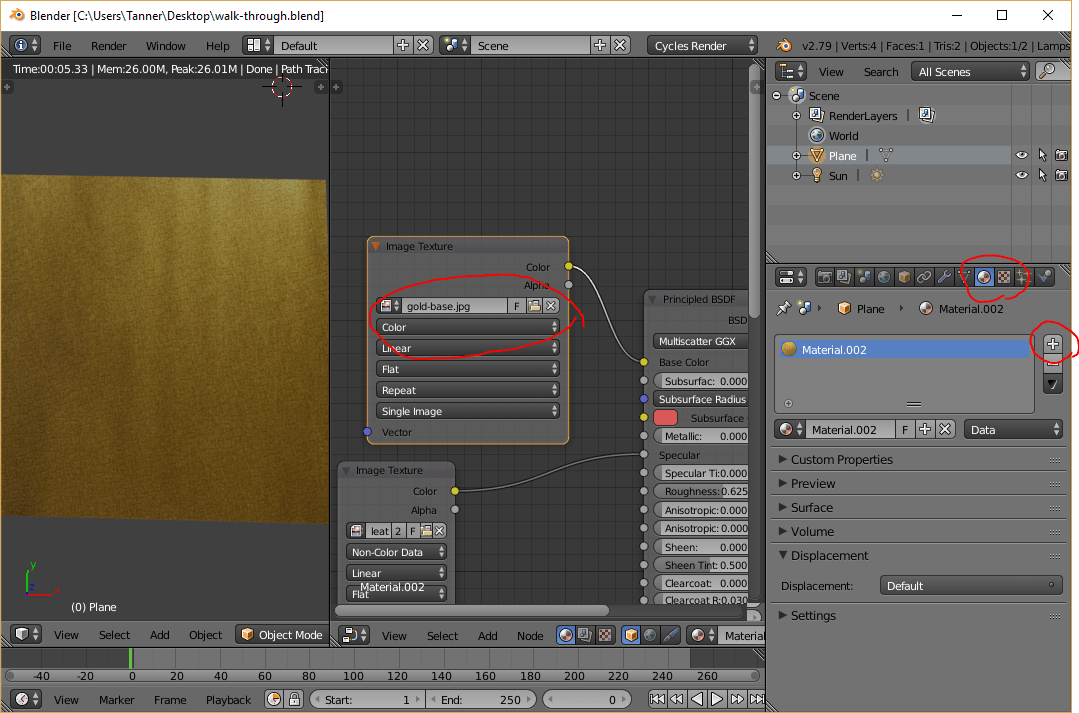 Blender [C:\Users\Tanner\Desktop\walk-through.blend]
File Render Window Help Default Scene Cycles Render v2.79 | Verts:4 | Faces:1 | Tris:2 | Objects:1/2 | Lamps
Time:00:05.33 | Mem:26.00M, Peak:26.01M | Done | Path Trac
View Search All Scenes
Scene
RenderLayers
World
Plane
Sun
Image Texture
Color
Alpha
gold-base.jpg F
Color
Linear
Flat
Repeat
Single Image
Vector
Image Texture
Color
Alpha
leat 2 F
Non-Color Data
Linear
Flat
Material.002
Principled BSDF
BSD
Multiscatter GGX
Base Color
Subsurfac: 0.000
Subsurface Radius
Subsurface
Metallic: 0.000
Specular
Specular Ti:0.000
Roughness:0.625
Anisotropic: 0.000
Anisotropic: 0.000
Sheen: 0.000
Sheen Tint: 0.500
Clearcoat: 0.000
Clearcoat R:0.030
Plane Material.002
Material.002
Material.002 F Data
Custom Properties
Preview
Surface
Volume
Displacement
Displacement: Default
Settings
y
z
x
(0) Plane
View Select Add Object Object Mode
View Select Add Node Material
-40 -20 0 20 40 60 80 100 120 140 160 180 200 220 240 260
View Marker Frame Playback Start: 1 End: 250 0